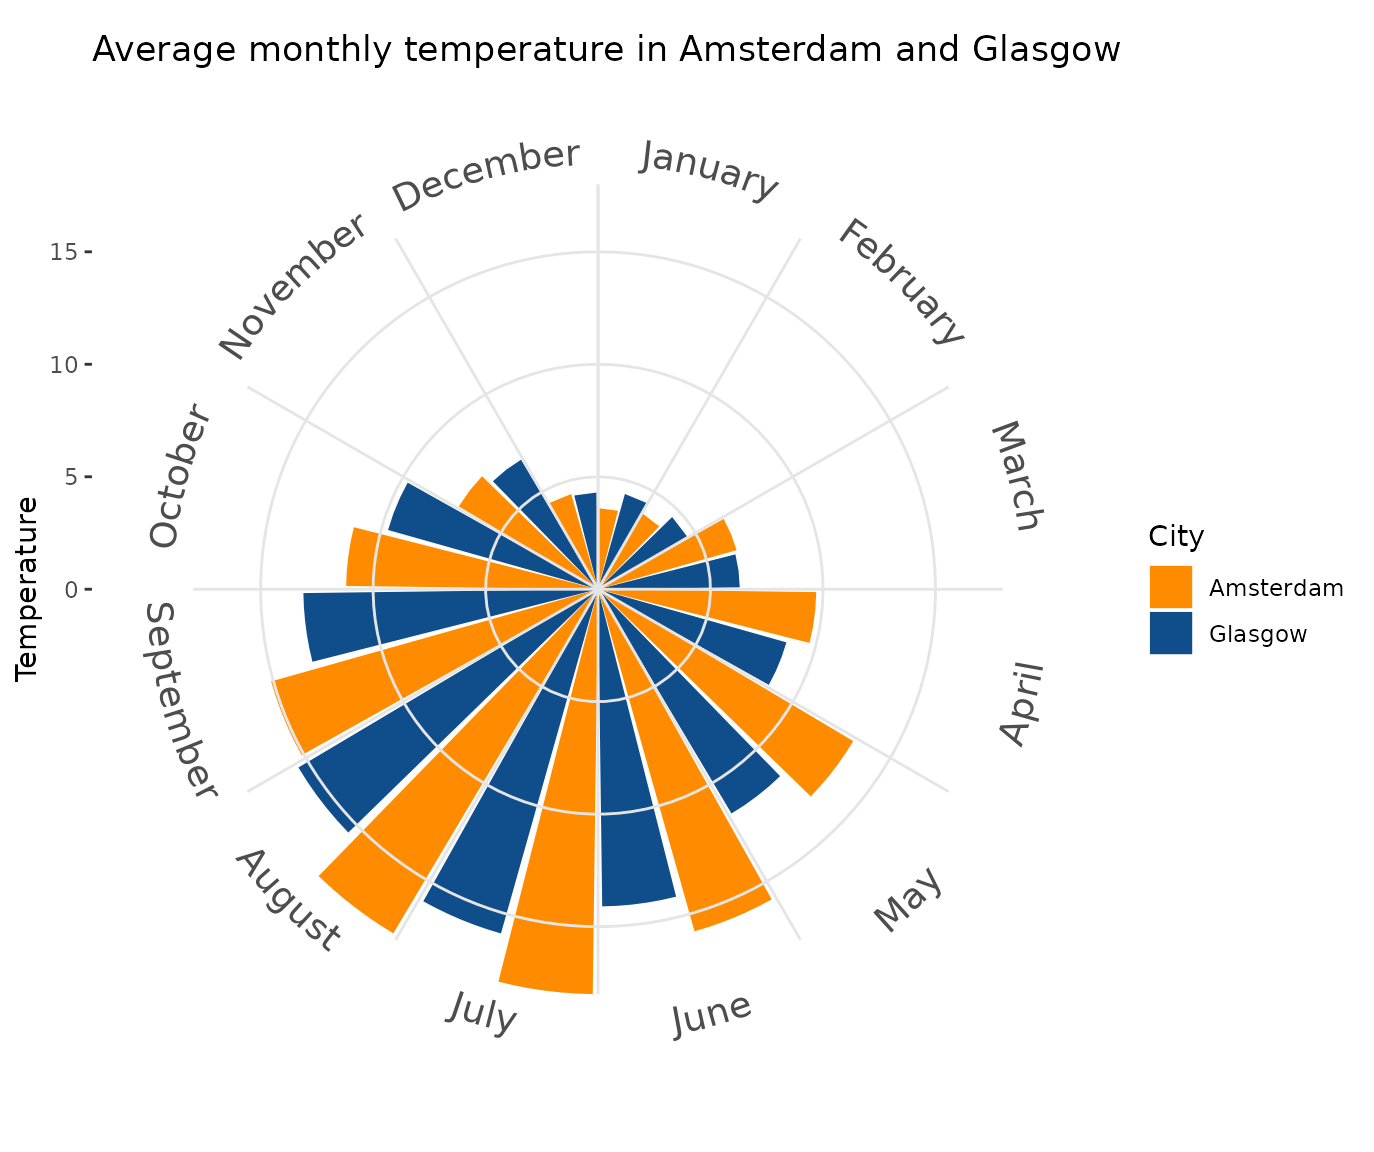 Average monthly temperature in Amsterdam and Glasgow
December
January
November
February
October
March
September
April
August
May
July
June
15
10
5
0
Temperature
City
Amsterdam
Glasgow